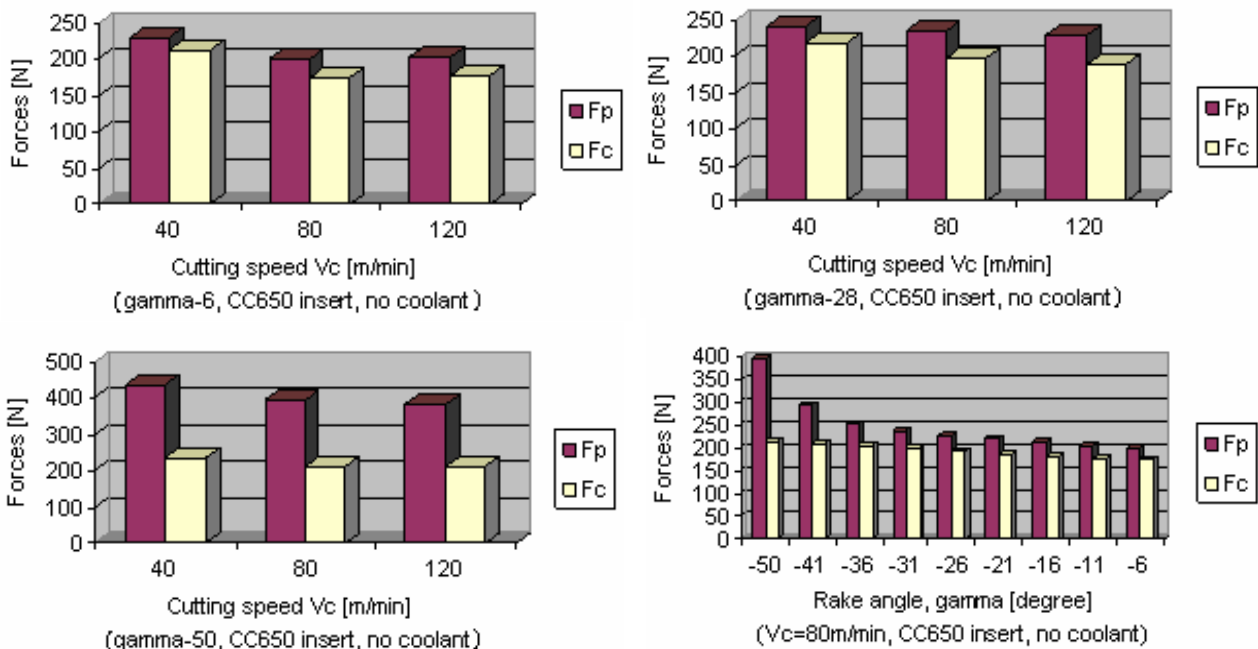 Forces [N]
250
200
150
100
50
0
40 80 120
Cutting speed Vc [m/min]
(gamma-6, CC650 insert, no coolant)
Fp
Fc
Forces [N]
250
200
150
100
50
0
40 80 120
Cutting speed Vc [m/min]
(gamma-28, CC650 insert, no coolant)
Fp
Fc
Forces [N]
500
400
300
200
100
0
40 80 120
Cutting speed Vc [m/min]
(gamma-50, CC650 insert, no coolant)
Fp
Fc
Forces [N]
400
350
300
250
200
150
100
50
0
-50 -41 -36 -31 -26 -21 -16 -11 -6
Rake angle, gamma [degree]
(Vc=80m/min, CC650 insert, no coolant)
Fp
Fc